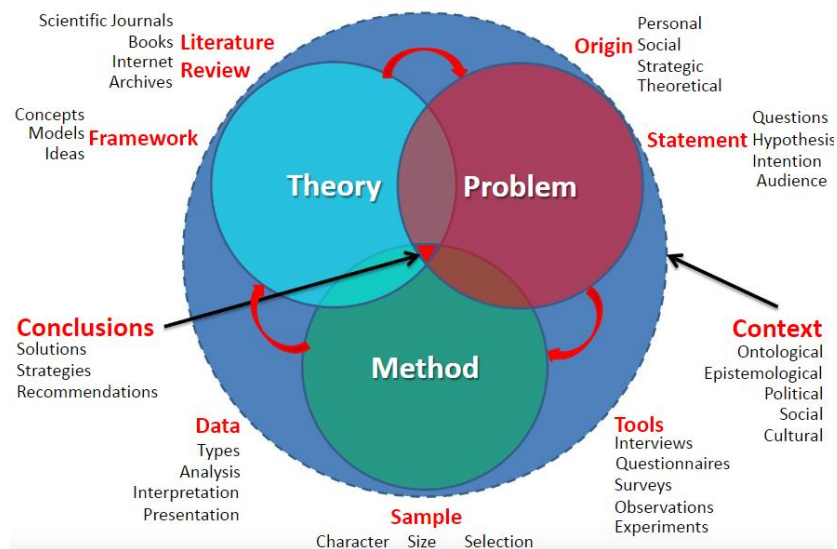 Scientific Journals
Books
Internet
Archives
Literature
Review
Origin
Personal
Social
Strategic
Theoretical
Concepts
Models
Ideas
Framework
Statement
Questions
Hypothesis
Intention
Audience
Theory
Problem
Method
Conclusions
Solutions
Strategies
Recommendations
Context
Ontological
Epistemological
Political
Social
Cultural
Data
Types
Analysis
Interpretation
Presentation
Tools
Interviews
Questionnaires
Surveys
Observations
Experiments
Sample
Character Size Selection